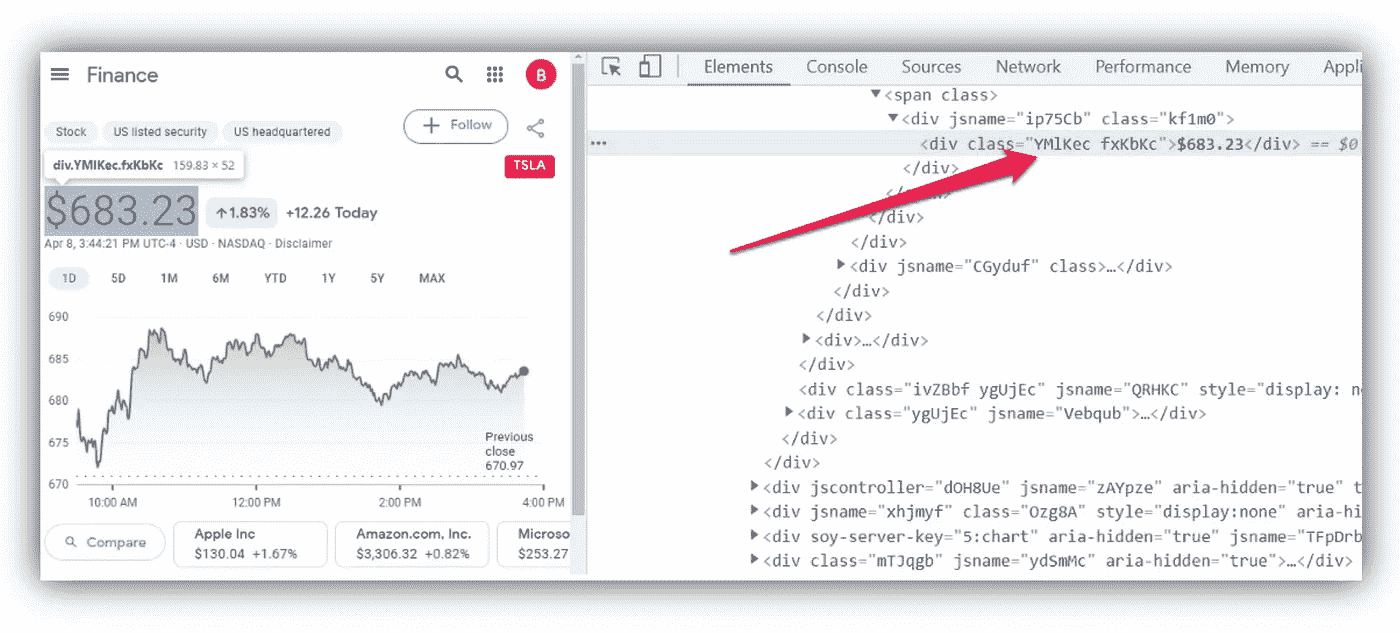 Finance
B
Stock US listed security US headquartered
+ Follow
div.YMlKec.fxKbKc 159.83 × 52
TSLA
$683.23 ↑1.83% +12.26 Today
Apr 8, 3:44:21 PM UTC-4 · USD · NASDAQ · Disclaimer
1D 5D 1M 6M YTD 1Y 5Y MAX
690
685
680
675
670
Previous
close
670.97
10:00 AM 12:00 PM 2:00 PM 4:00 PM
Compare
Apple Inc
$130.04 +1.67%
Amazon.com, Inc.
$3,306.32 +0.82%
Microso
$253.27
Elements Console Sources Network Performance Memory Appli
▼<span class>
▼<div jsname="ip75Cb" class="kf1m0">
••• <div class="YMlKec fxKbKc">$683.23</div> == $0
</div>
</div>
</div>
▶<div jsname="CGyduf" class>…</div>
</div>
</div>
▶<div>…</div>
</div>
<div class="ivZBbf ygUjEc" jsname="QRHKC" style="display: n
▶<div class="ygUjEc" jsname="Vebqub">…</div>
</div>
</div>
▶<div jscontroller="dOH8Ue" jsname="zAYpze" aria-hidden="true" t
▶<div jsname="xhjmyf" class="Ozg8A" style="display:none" aria-hi
▶<div soy-server-key="5:chart" aria-hidden="true" jsname="TFpDrb
▶<div class="mTJqgb" jsname="ydSmMc" aria-hidden="true">…</div>